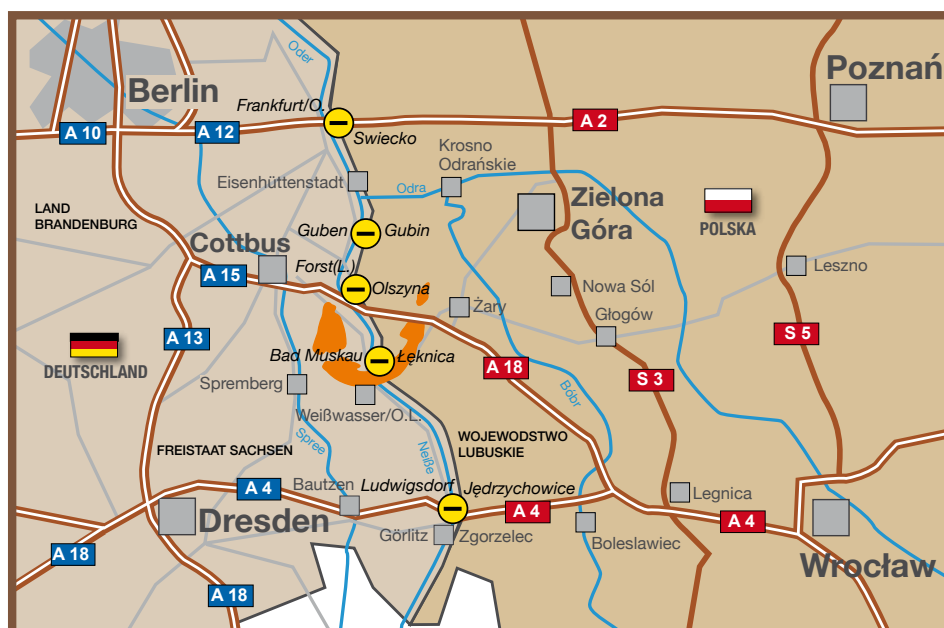 Oder
Berlin
Poznań
Frankfurt/O.
A 10
A 12
A 2
Swiecko
Krosno
Odrańskie
Eisenhüttenstadt
Odra
Zielona
Góra
LAND
BRANDENBURG
POLSKA
Guben
Gubin
Cottbus
Forst(L.)
A 15
Olszyna
Leszno
Nowa Sól
Żary
Głogów
A 13
S 5
DEUTSCHLAND
Bad Muskau
Łęknica
A 18
S 3
Spremberg
Bóbr
Weißwasser/O.L.
Spree
Neiße
FREISTAAT SACHSEN
WOJEWODSTWO
LUBUSKIE
A 4
Bautzen
Ludwigsdorf
Jędrzychowice
Legnica
A 4
A 4
Dresden
Görlitz
Zgorzelec
Boleslawiec
A 18
Wrocław
A 18